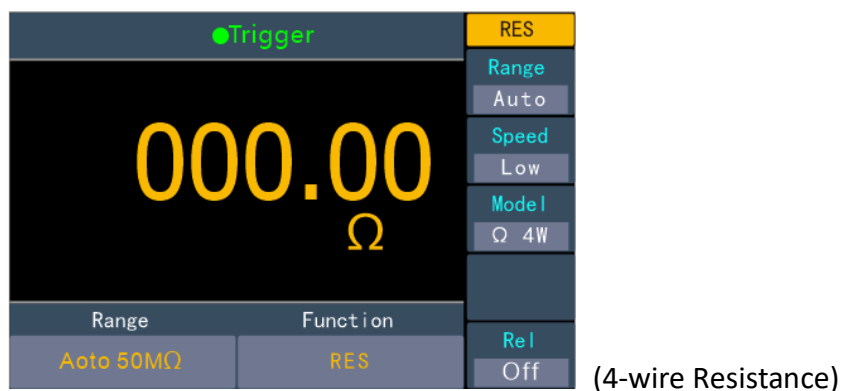 Trigger
000.00
Ω
Range
Function
Aoto 50MΩ
RES
RES
Range
Auto
Speed
Low
Model
Ω 4W
Rel
Off
(4-wire Resistance)